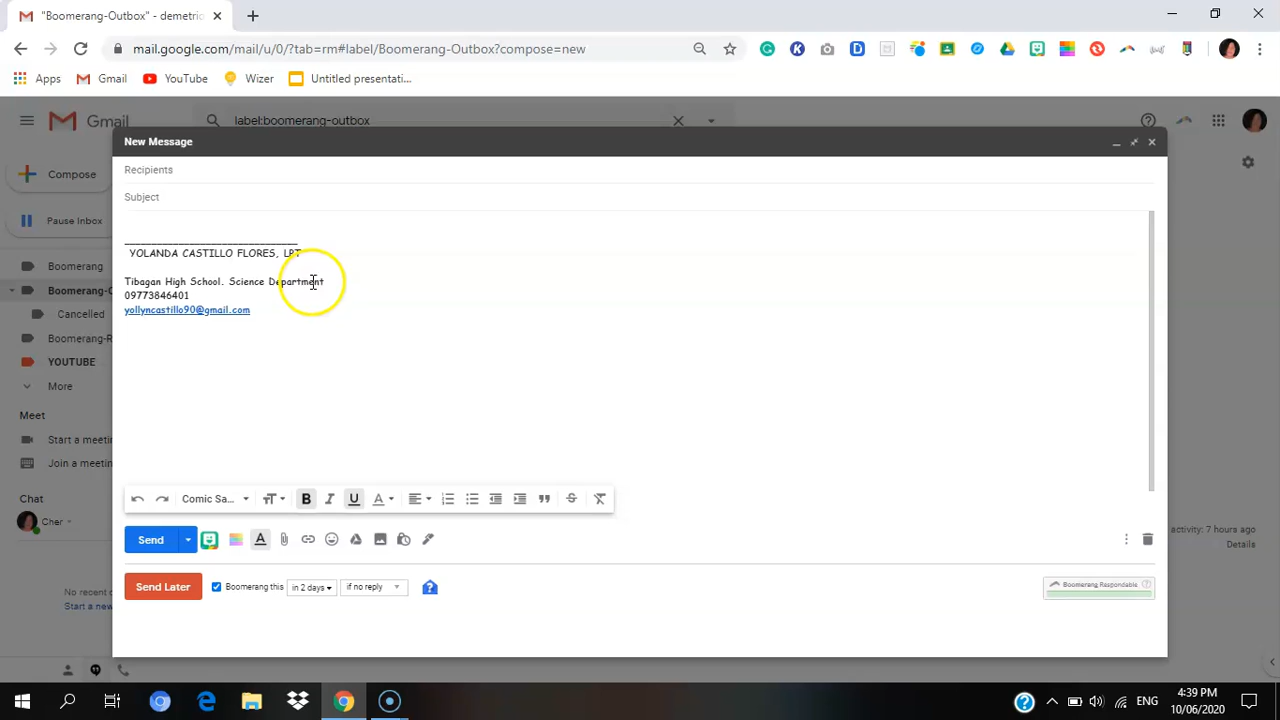 "Boomerang-Outbox" - demetri
mail.google.com/mail/u/0/?tab=rm#label/Boomerang-Outbox?compose=new
Apps Gmail YouTube Wizer Untitled presentati...
Gmail label:boomerang-outbox
New Message
Recipients
Compose
Subject
Pause Inbox
YOLANDA CASTILLO FLORES, LPT
Boomerang
Tibagan High School. Science Department
Boomerang-O
09773846401
yollyncastillo90@gmail.com
Cancelled
Boomerang-R
YOUTUBE
More
Meet
Start a meetin
Join a meeting
Chat
Comic Sa... B I U A
Cher
Send A
activity: 7 hours ago
Details
No recent c
Start a new
Send Later Boomerang this in 2 days if no reply Boomerang Respondable
ENG
4:39 PM
10/06/2020